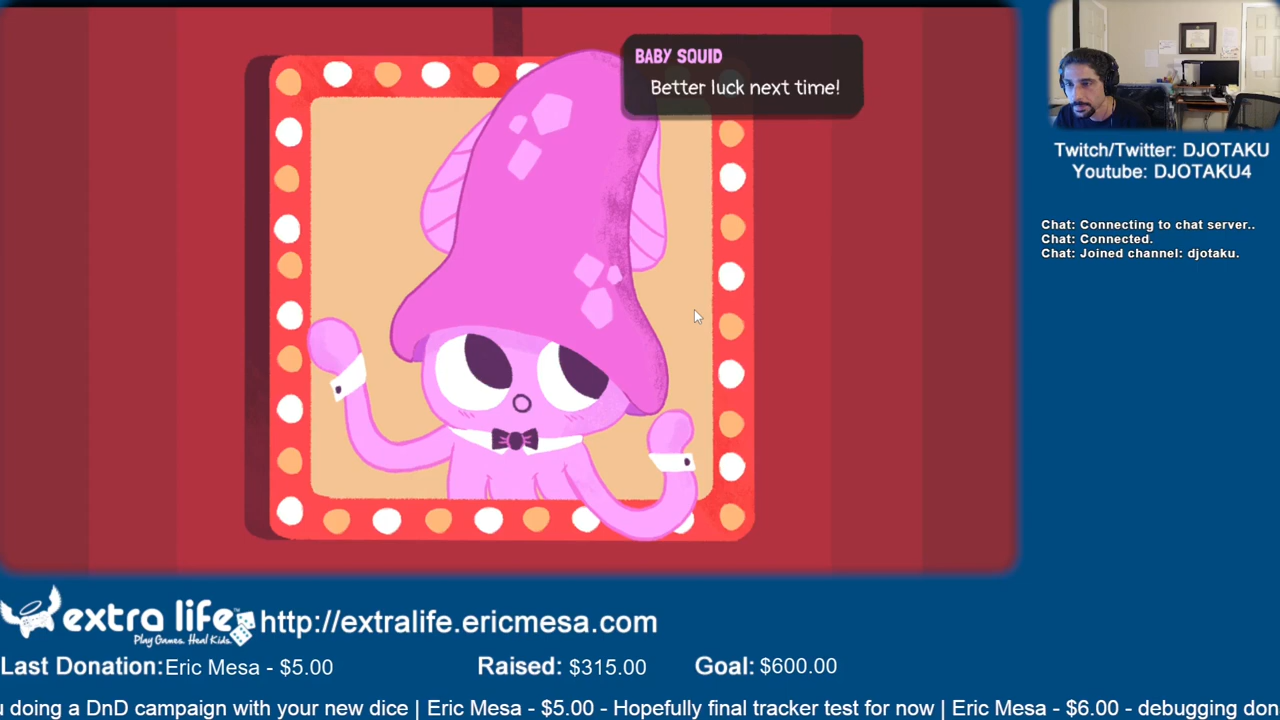 BABY SQUID
Better luck next time!
Twitch/Twitter: DJOTAKU
Youtube: DJOTAKU4
Chat: Connecting to chat server..
Chat: Connected.
Chat: Joined channel: djotaku.
extra life
Play Games. Heal Kids.
http://extralife.ericmesa.com
Last Donation: Eric Mesa - $5.00
Raised: $315.00
Goal: $600.00
u doing a DnD campaign with your new dice | Eric Mesa - $5.00 - Hopefully final tracker test for now | Eric Mesa - $6.00 - debugging don